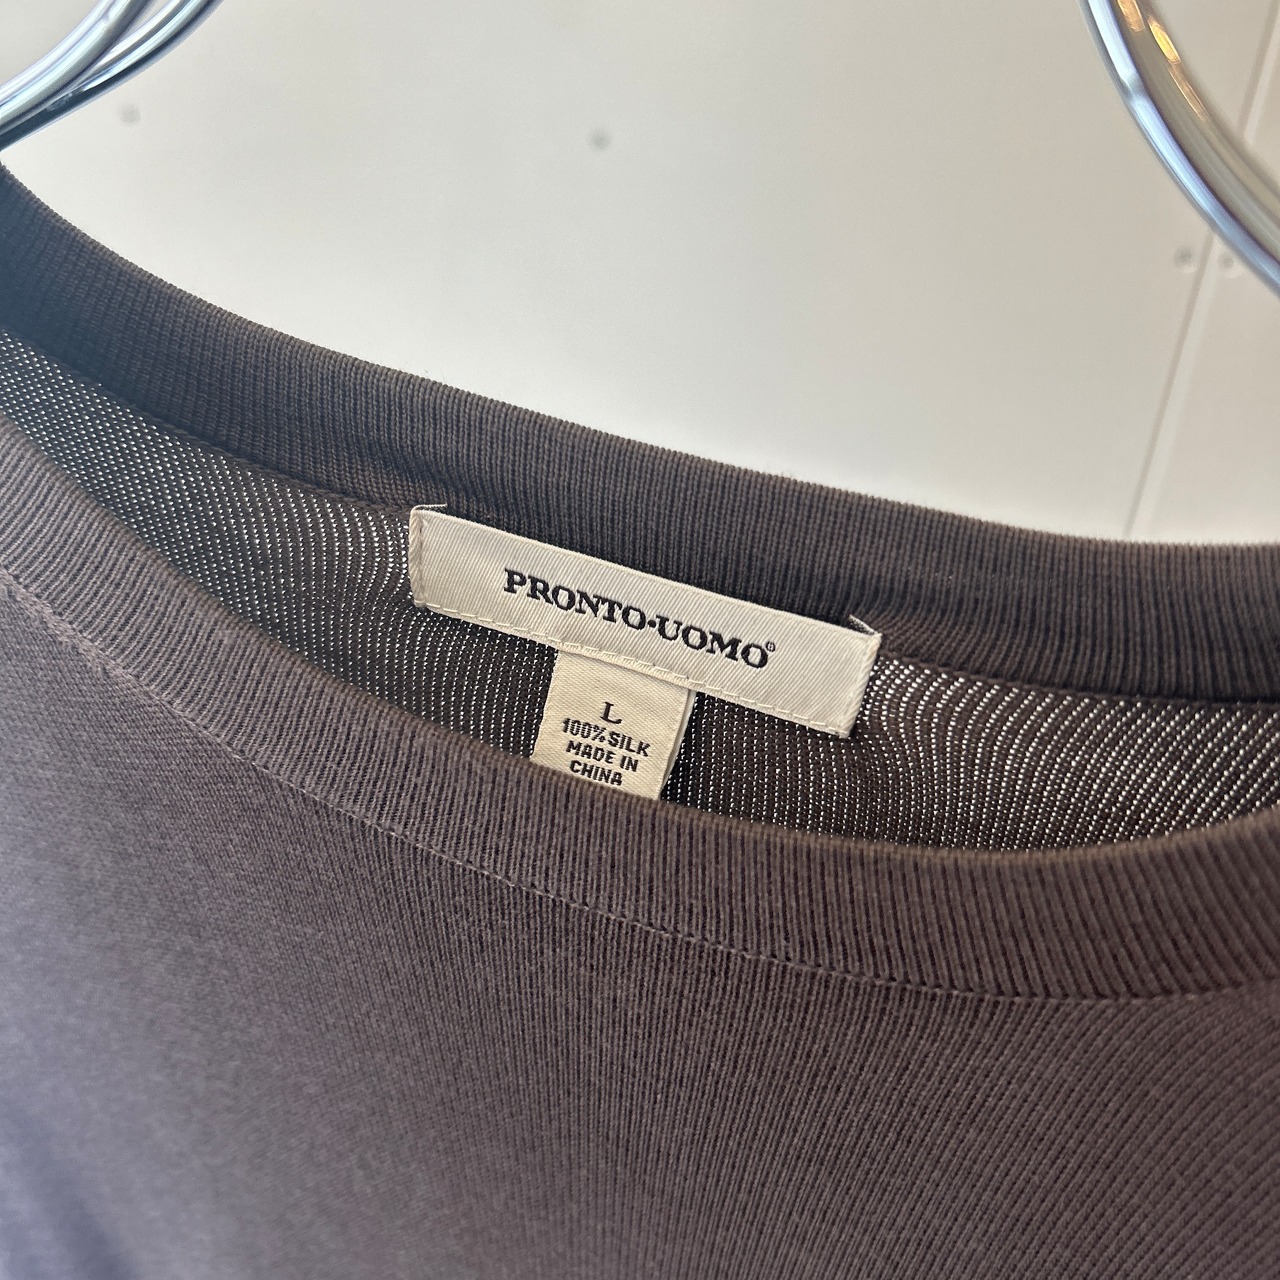 PRONTO·UOMO®
L
100% SILK
MADE IN
CHINA